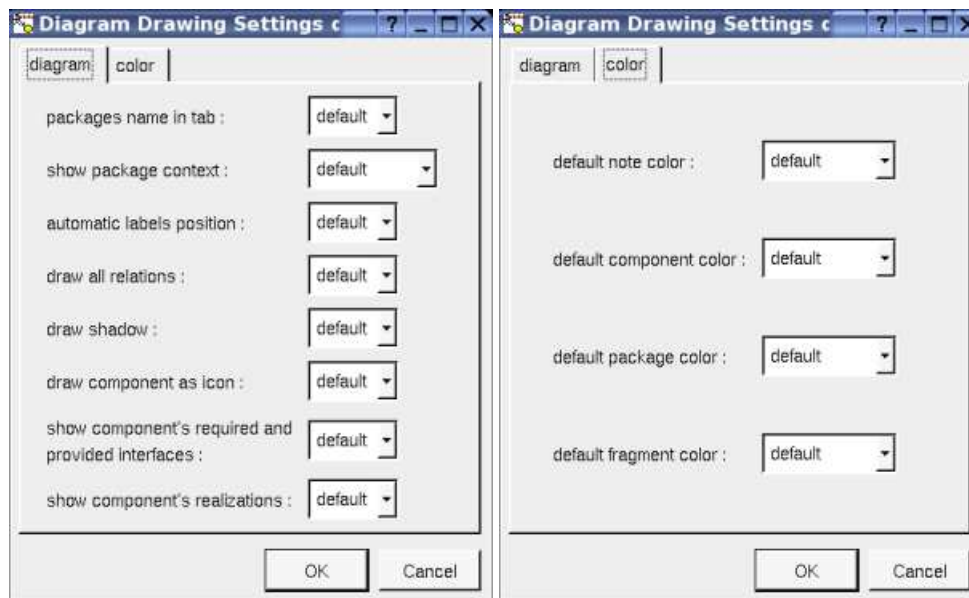 Diagram Drawing Settings c
diagram
color
packages name in tab :
default
show package context :
default
automatic labels position :
default
draw all relations :
default
draw shadow :
default
draw component as icon :
default
show component's required and
provided interfaces :
default
show component's realizations :
default
OK
Cancel
Diagram Drawing Settings c
diagram
color
default note color :
default
default component color :
default
default package color :
default
default fragment color :
default
OK
Cancel